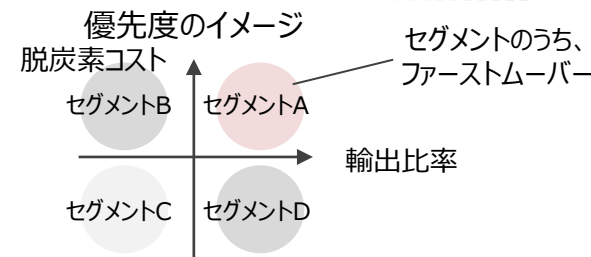 優先度のイメージ
脱炭素コスト
セグメントのうち、
ファーストムーバー
セグメントB
セグメントA
輸出比率
セグメントC
セグメントD